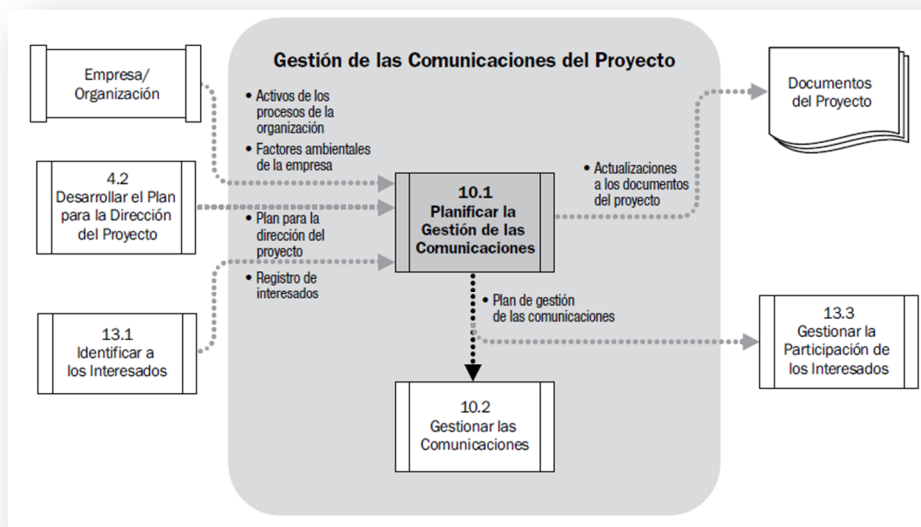 Gestión de las Comunicaciones del Proyecto
Empresa/
Organización
• Activos de los
procesos de la
organización
• Factores ambientales
de la empresa
4.2
Desarrollar el Plan
para la Dirección
del Proyecto
• Plan para la
dirección del
proyecto
• Registro de
interesados
13.1
Identificar a
los Interesados
10.1
Planificar la
Gestión de las
Comunicaciones
• Actualizaciones
a los documentos
del proyecto
Documentos
del Proyecto
• Plan de gestión
de las comunicaciones
10.2
Gestionar las
Comunicaciones
13.3
Gestionar la
Participación de
los Interesados